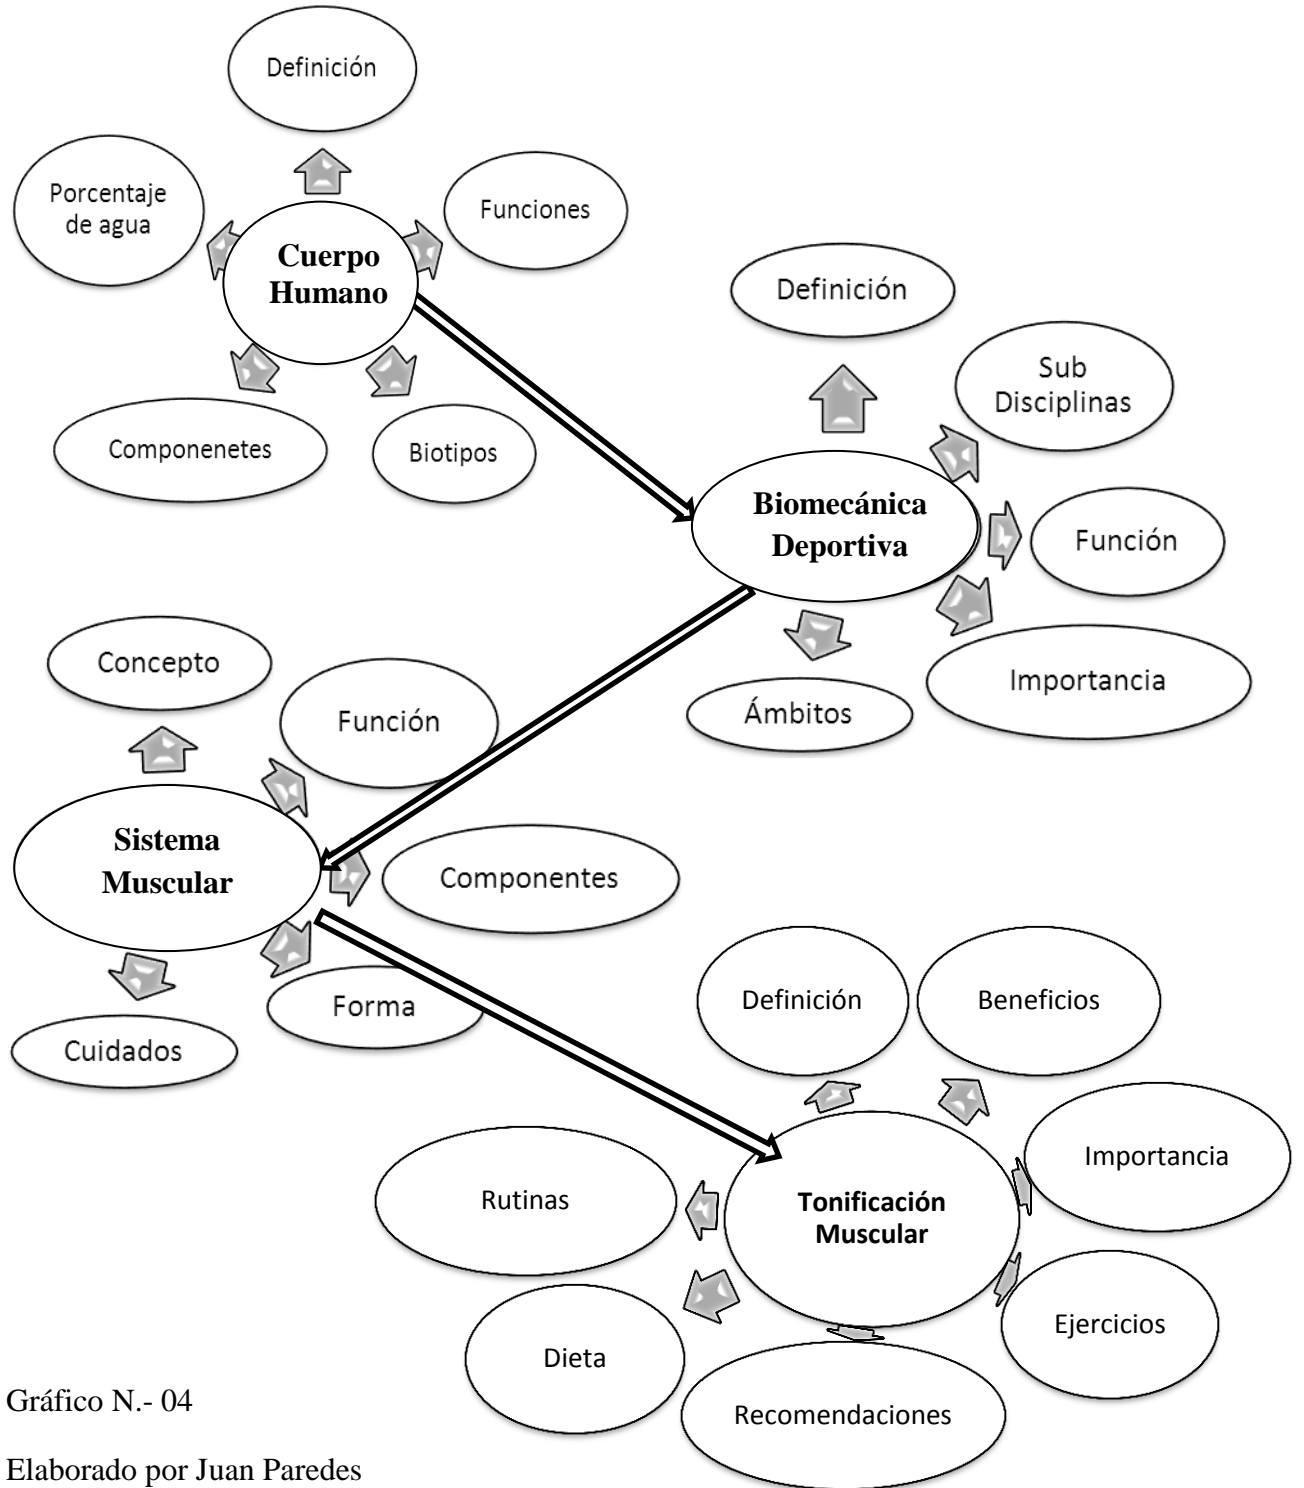 Definición
Porcentaje
de agua
Funciones
Cuerpo
Humano
Componenetes
Biotipos
Definición
Sub
Disciplinas
Biomecánica
Deportiva
Función
Importancia
Ámbitos
Concepto
Función
Sistema
Muscular
Componentes
Forma
Cuidados
Definición
Beneficios
Importancia
Rutinas
Tonificación
Muscular
Ejercicios
Dieta
Recomendaciones
Gráfico N.- 04
Elaborado por Juan Paredes